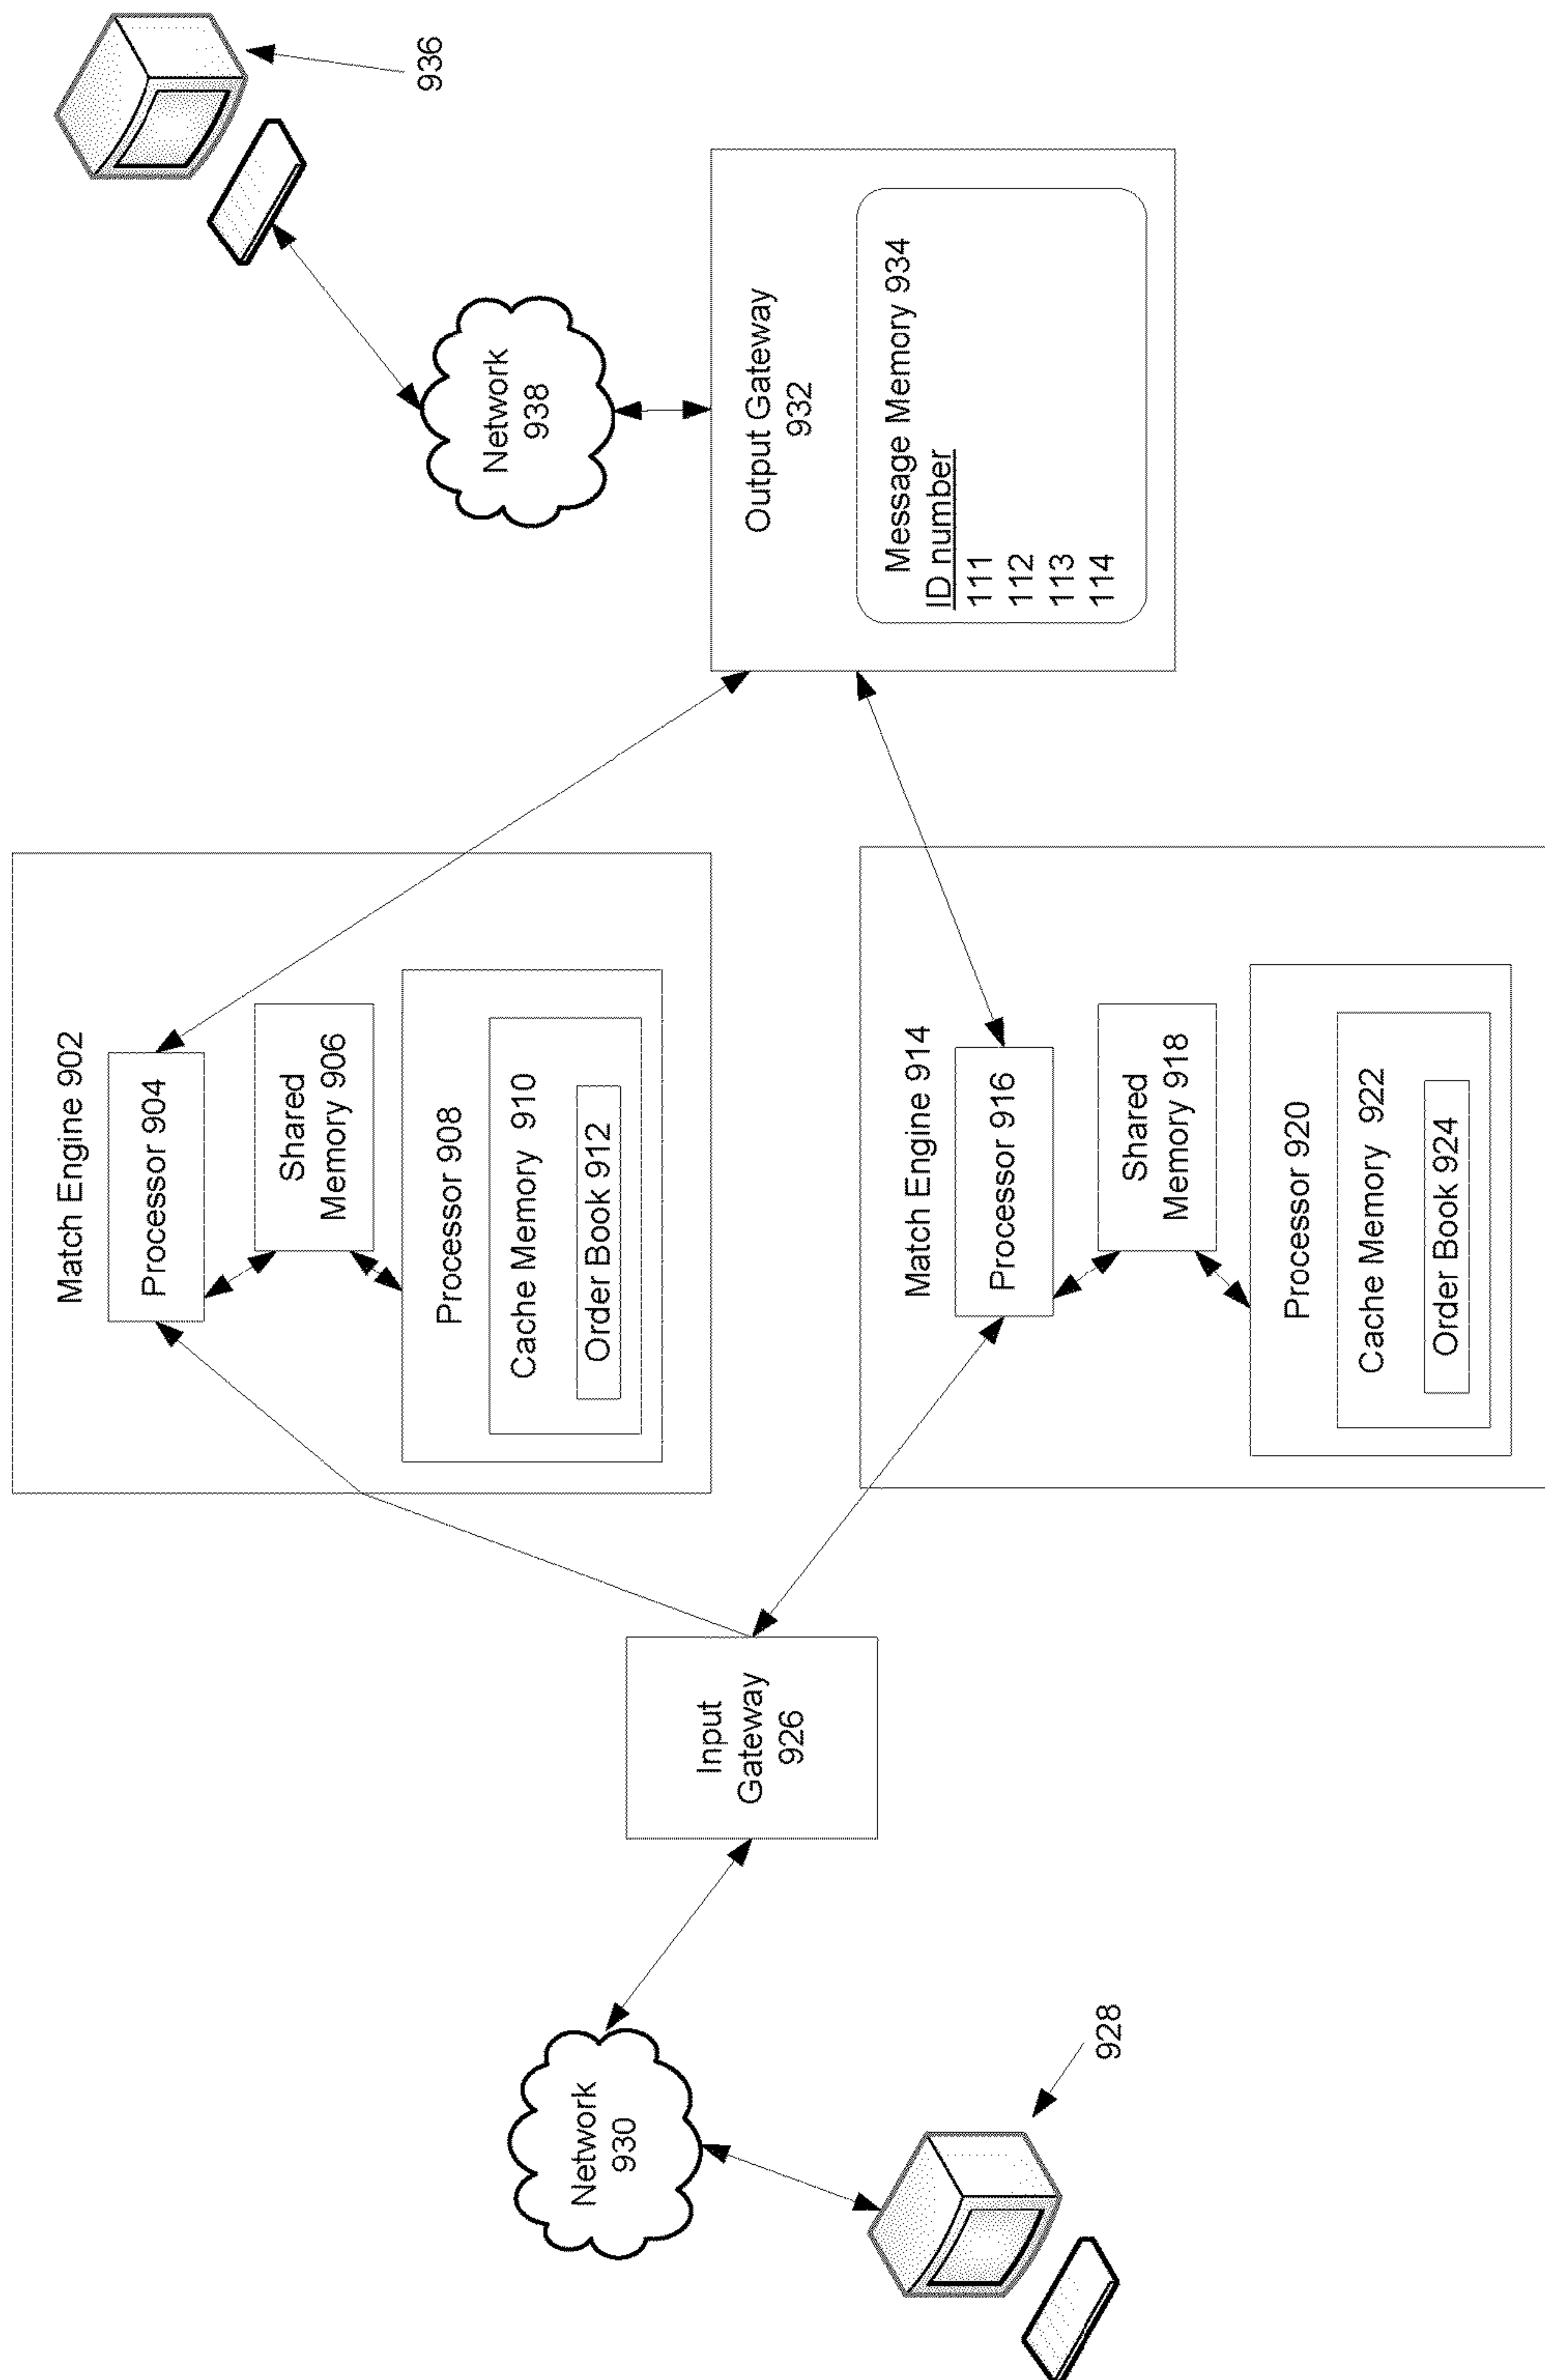 Match Engine 902
Processor 904
Shared
Memory 906
Processor 908
Cache Memory 910
Order Book 912
Match Engine 914
Processor 916
Shared
Memory 918
Processor 920
Cache Memory 922
Order Book 924
Network
930
928
Input
Gateway
926
936
Network
938
Output Gateway
932
Message Memory 934
ID number
111
112
113
114